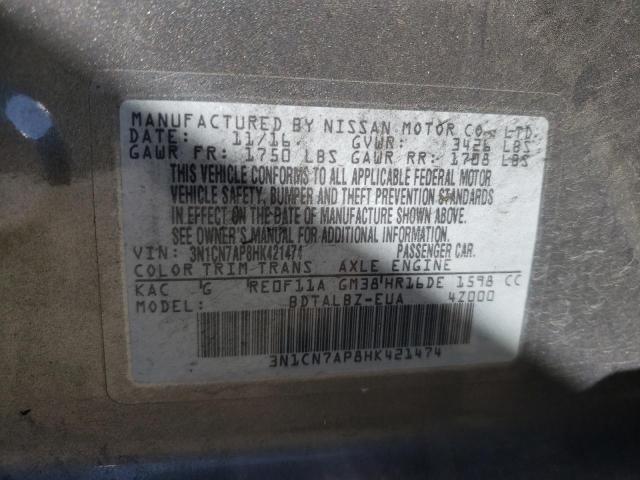 MANUFACTURED BY NISSAN MOTOR CO., LTD.
DATE: 11/16 GVWR: 3426 LBS
GAWR FR: 1750 LBS GAWR RR: 1708 LBS
THIS VEHICLE CONFORMS TO ALL APPLICABLE FEDERAL MOTOR
VEHICLE SAFETY, BUMPER AND THEFT PREVENTION STANDARDS
IN EFFECT ON THE DATE OF MANUFACTURE SHOWN ABOVE.
SEE OWNER'S MANUAL FOR ADDITIONAL INFORMATION.
VIN: 3N1CN7AP8HK421474 PASSENGER CAR.
COLOR TRIM TRANS AXLE ENGINE
KAC G RE0F11A GM38 HR16DE 1598 CC
MODEL: BDTALBZ-EUA 4Z000
3N1CN7AP8HK421474